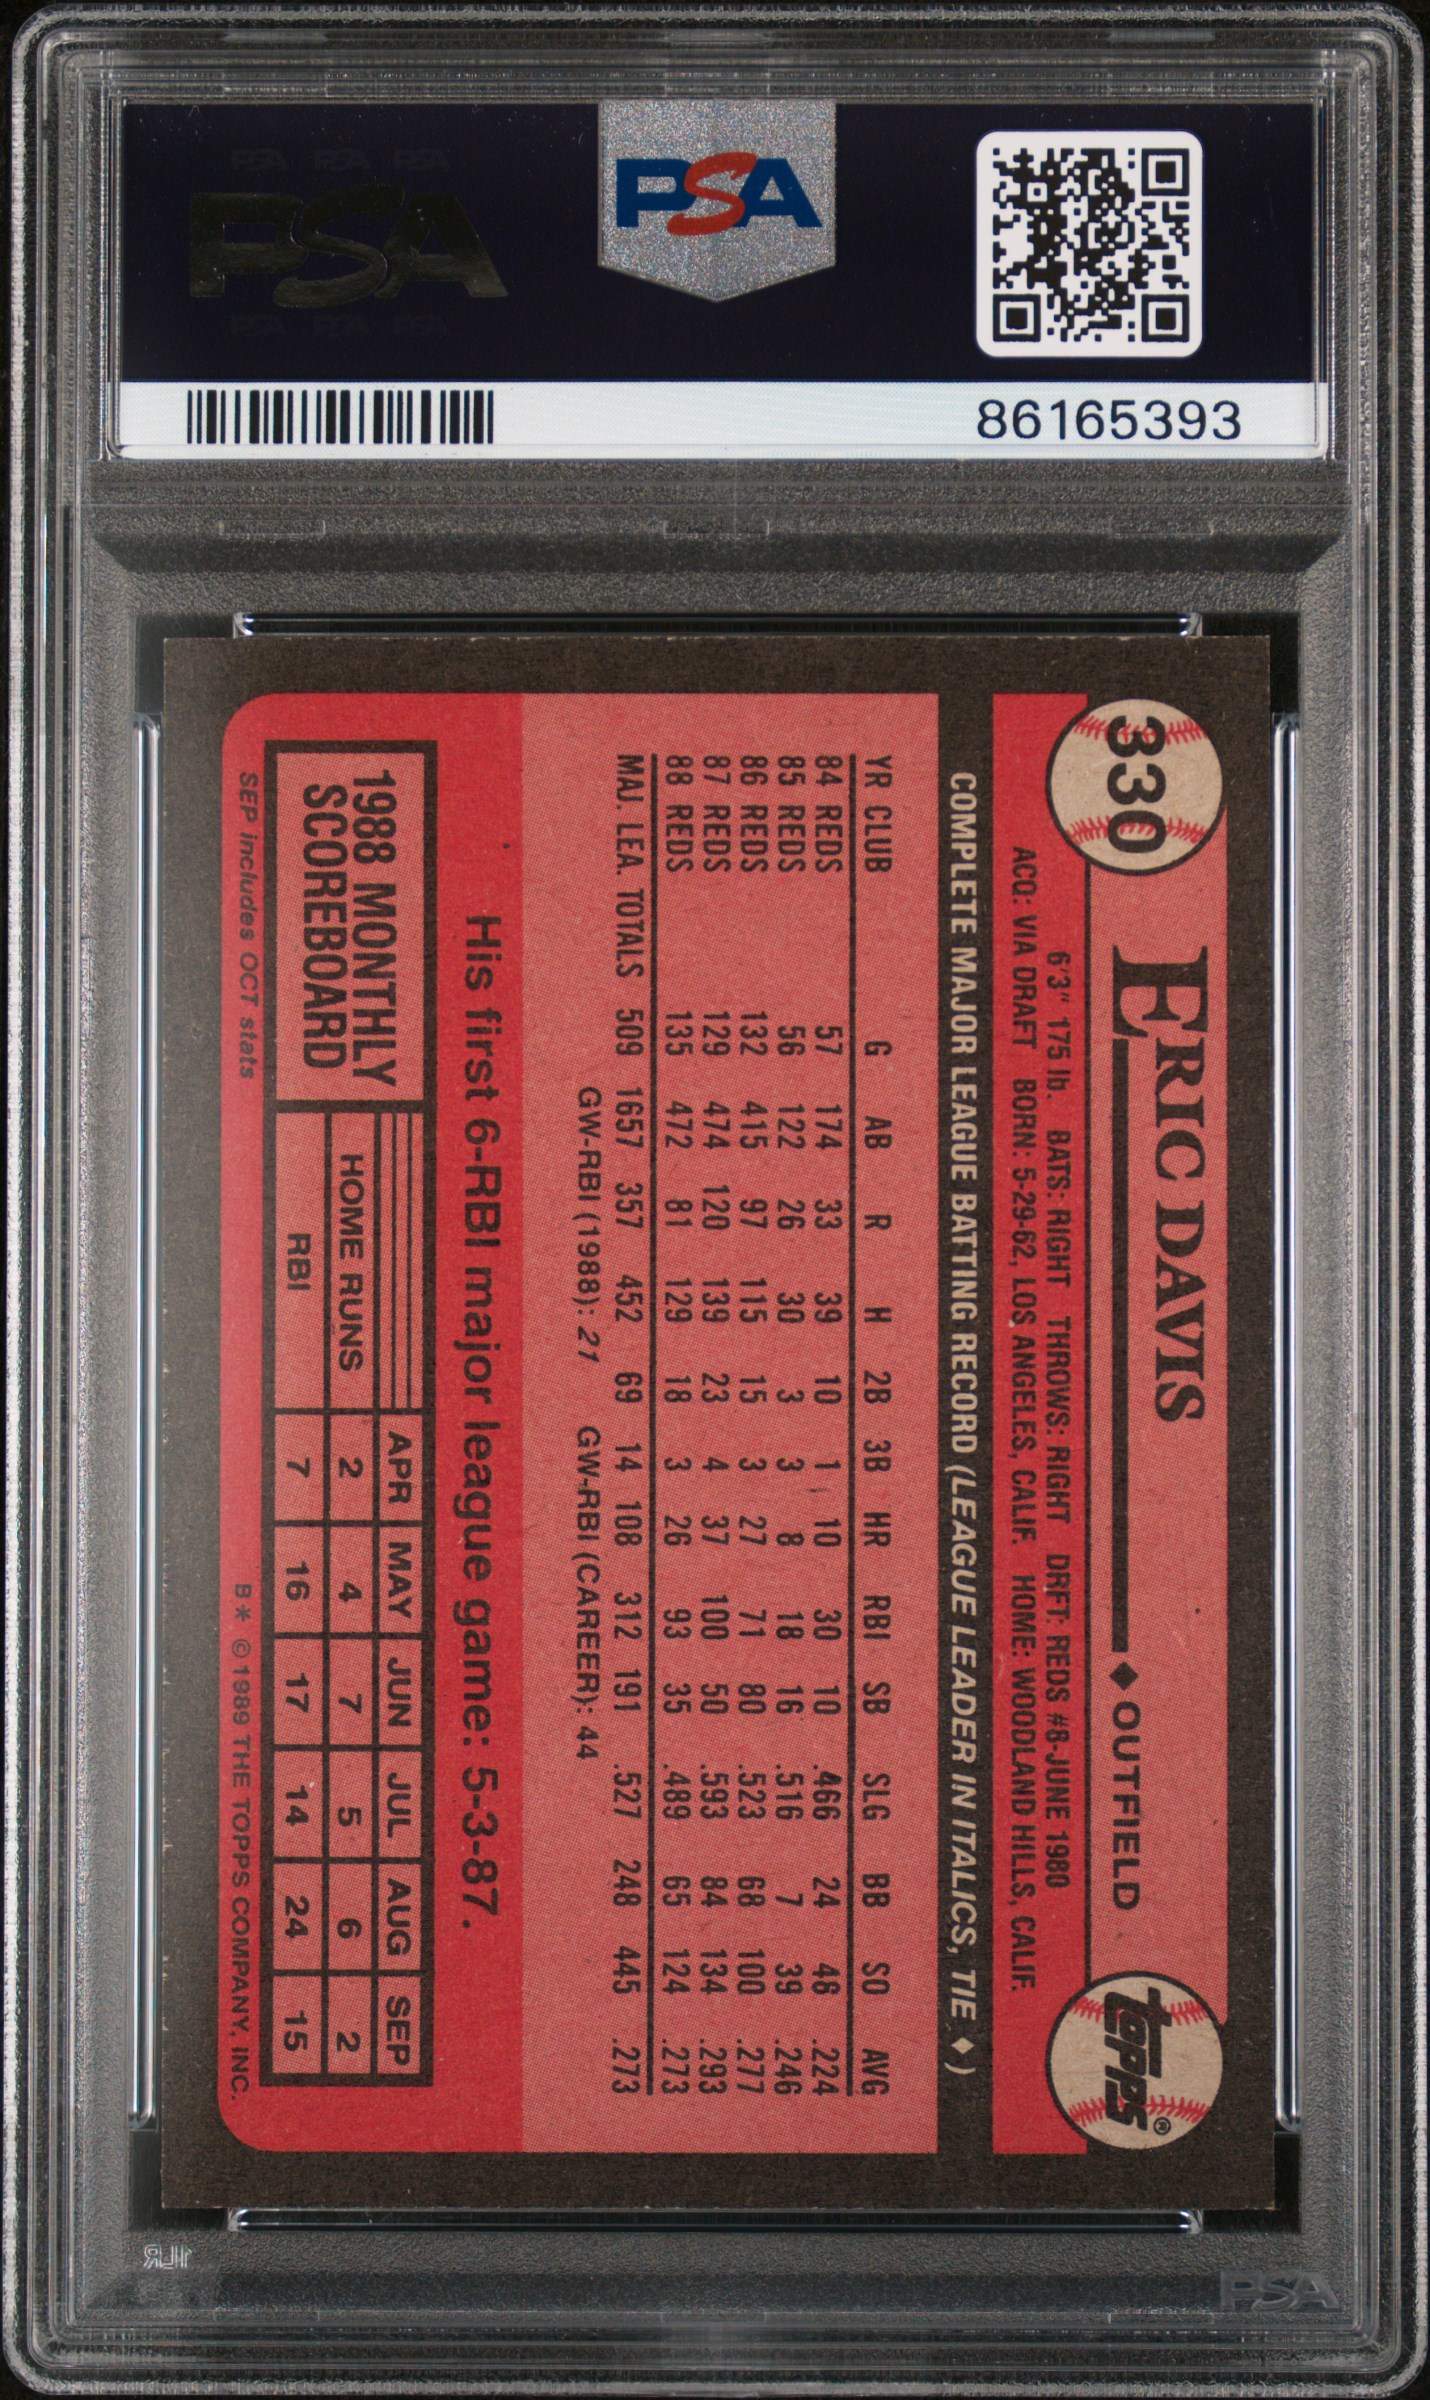 PSA PSA PSA
PSA
PSA PSA PSA
PSA
86165393
330
ERIC DAVIS
◆ OUTFIELD
TOPPS®
6'3" 175 lb. BATS: RIGHT THROWS: RIGHT DRFT: REDS #8-JUNE 1980
ACQ: VIA DRAFT BORN: 5-29-62, LOS ANGELES, CALIF. HOME: WOODLAND HILLS, CALIF.
COMPLETE MAJOR LEAGUE BATTING RECORD (LEAGUE LEADER IN ITALICS, TIE ◆)
YR CLUB G AB R H 2B 3B HR RBI SB SLG BB SO AVG
84 REDS 57 174 33 39 10 1 10 30 10 .466 24 48 .224
85 REDS 56 122 26 30 3 3 8 18 16 .516 7 39 .246
86 REDS 132 415 97 115 15 3 27 71 80 .523 68 100 .277
87 REDS 129 474 120 139 23 4 37 100 50 .593 84 134 .293
88 REDS 135 472 81 129 18 3 26 93 35 .489 65 124 .273
MAJ. LEA. TOTALS 509 1657 357 452 69 14 108 312 191 .527 248 445 .273
GW-RBI (1988): 21 GW-RBI (CAREER): 44
His first 6-RBI major league game: 5-3-87.
1988 MONTHLY
SCOREBOARD
APR MAY JUN JUL AUG SEP
HOME RUNS 2 4 7 5 6 2
RBI 7 16 17 14 24 15
SEP includes OCT stats
B* © 1989 THE TOPPS COMPANY, INC.
PSA